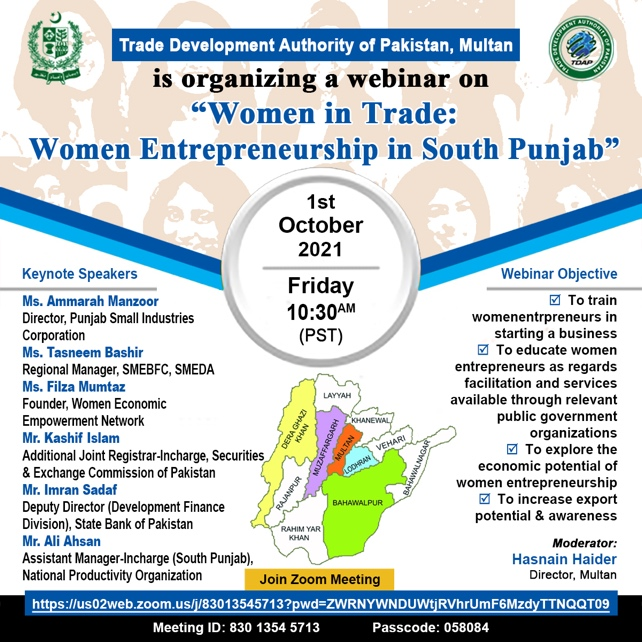 Trade Development Authority of Pakistan, Multan
TRADE DEVELOPMENT AUTHORITY OF PAKISTAN
TDAP
is organizing a webinar on
“Women in Trade:
Women Entrepreneurship in South Punjab”
1st
October
2021
Friday
10:30AM
(PST)
Keynote Speakers
Ms. Ammarah Manzoor
Director, Punjab Small Industries
Corporation
Ms. Tasneem Bashir
Regional Manager, SMEBFC, SMEDA
Ms. Filza Mumtaz
Founder, Women Economic
Empowerment Network
Mr. Kashif Islam
Additional Joint Registrar-Incharge, Securities
& Exchange Commission of Pakistan
Mr. Imran Sadaf
Deputy Director (Development Finance
Division), State Bank of Pakistan
Mr. Ali Ahsan
Assistant Manager-Incharge (South Punjab),
National Productivity Organization
LAYYAH
DERA GHAZI
KHAN
MUZAFFARGARH
KHANEWAL
MULTAN
VEHARI
LODHRAN
BAHAWALNAGAR
RAJANPUR
BAHAWALPUR
RAHIM YAR
KHAN
Webinar Objective
To train
womenentrpreneurs in
starting a business
To educate women
entrepreneurs as regards
facilitation and services
available through relevant
public government
organizations
To explore the
economic potential of
women entrepreneurship
To increase export
potential & awareness
Moderator:
Hasnain Haider
Director, Multan
Join Zoom Meeting
https://us02web.zoom.us/j/83013545713?pwd=ZWRNYWNDUWtjRVhrUmF6MzdyTTNQQT09
Meeting ID: 830 1354 5713 Passcode: 058084